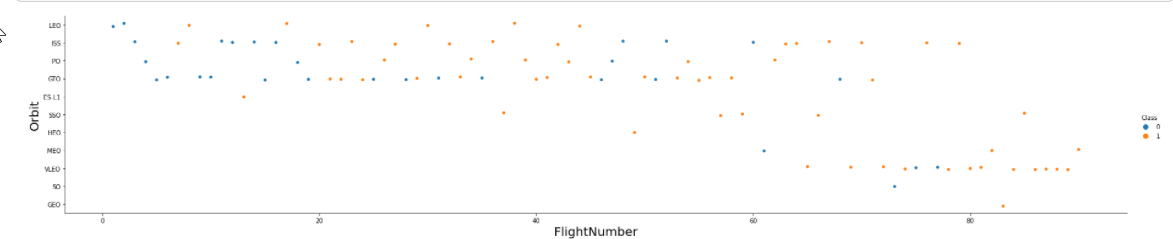 LEO
ISS
PO
GTO
ES-L1
SSO
HEO
MEO
VLEO
SO
GEO
Orbit
0 20 40 60 80
FlightNumber
Class
0
1